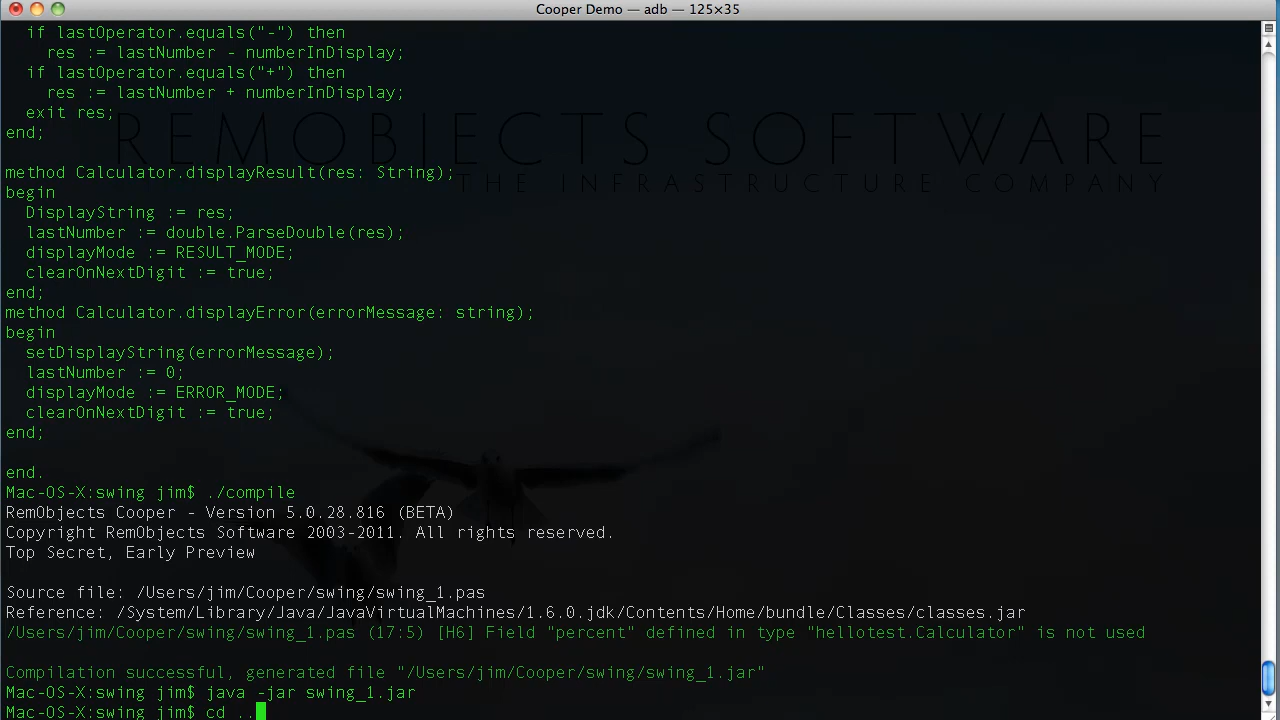 Cooper Demo — adb — 125×35
  if lastOperator.equals("-") then
    res := lastNumber - numberInDisplay;
  if lastOperator.equals("+") then
    res := lastNumber + numberInDisplay;
  exit res;
end;
REMOBJECTS SOFTWARE
THE INFRASTRUCTURE COMPANY
method Calculator.displayResult(res: String);
begin
  DisplayString := res;
  lastNumber := double.ParseDouble(res);
  displayMode := RESULT_MODE;
  clearOnNextDigit := true;
end;
method Calculator.displayError(errorMessage: string);
begin
  setDisplayString(errorMessage);
  lastNumber := 0;
  displayMode := ERROR_MODE;
  clearOnNextDigit := true;
end;
end.
Mac-OS-X:swing jim$ ./compile
RemObjects Cooper - Version 5.0.28.816 (BETA)
Copyright RemObjects Software 2003-2011. All rights reserved.
Top Secret, Early Preview
Source file: /Users/jim/Cooper/swing/swing_1.pas
Reference: /System/Library/Java/JavaVirtualMachines/1.6.0.jdk/Contents/Home/bundle/Classes/classes.jar
/Users/jim/Cooper/swing/swing_1.pas (17:5) [H6] Field "percent" defined in type "hellotest.Calculator" is not used
Compilation successful, generated file "/Users/jim/Cooper/swing/swing_1.jar"
Mac-OS-X:swing jim$ java -jar swing_1.jar
Mac-OS-X:swing jim$ cd ..